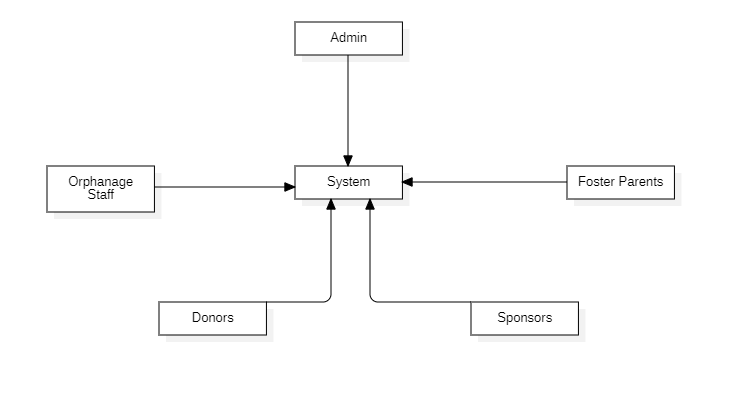 Admin
Orphanage
Staff
System
Foster Parents
Donors
Sponsors